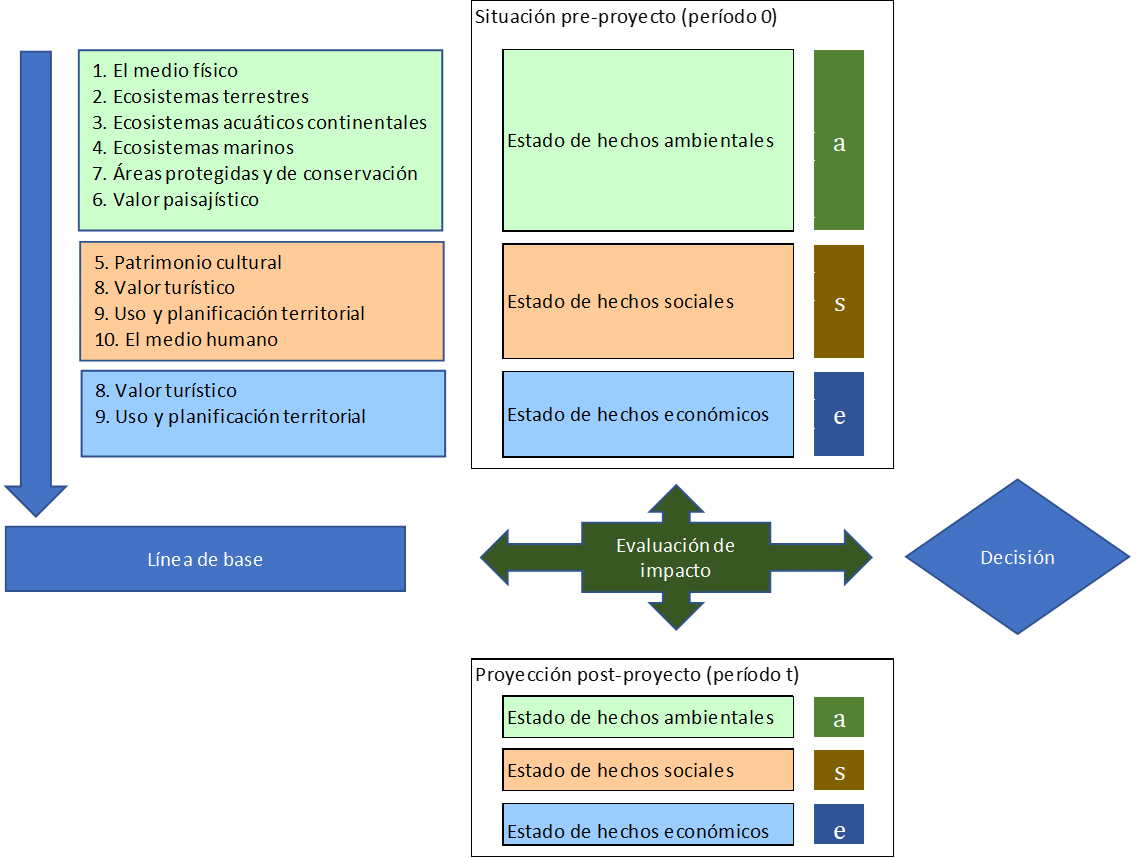 Situación pre-proyecto (período 0)
1. El medio físico
2. Ecosistemas terrestres
3. Ecosistemas acuáticos continentales
4. Ecosistemas marinos
7. Áreas protegidas y de conservación
6. Valor paisajístico
Estado de hechos ambientales
a
5. Patrimonio cultural
8. Valor turístico
9. Uso y planificación territorial
10. El medio humano
Estado de hechos sociales
s
8. Valor turístico
9. Uso y planificación territorial
Estado de hechos económicos
e
Línea de base
Evaluación de
impacto
Decisión
Proyección post-proyecto (período t)
Estado de hechos ambientales
a
Estado de hechos sociales
s
Estado de hechos económicos
e